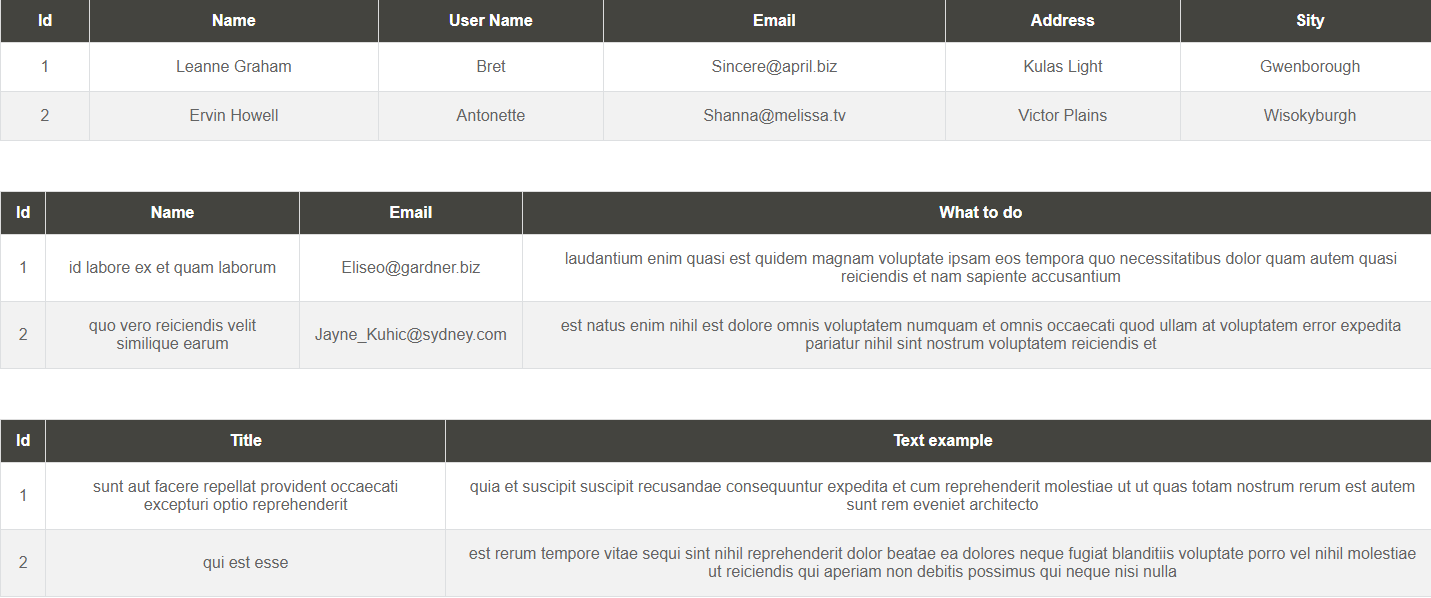 Id Name User Name Email Address Sity
1 Leanne Graham Bret Sincere@april.biz Kulas Light Gwenborough
2 Ervin Howell Antonette Shanna@melissa.tv Victor Plains Wisokyburgh
Id Name Email What to do
1 id labore ex et quam laborum Eliseo@gardner.biz laudantium enim quasi est quidem magnam voluptate ipsam eos tempora quo necessitatibus dolor quam autem quasi
reiciendis et nam sapiente accusantium
2 quo vero reiciendis velit
similique earum
Jayne_Kuhic@sydney.com
est natus enim nihil est dolore omnis voluptatem numquam et omnis occaecati quod ullam at voluptatem error expedita
pariatur nihil sint nostrum voluptatem reiciendis et
Id Title Text example
1 sunt aut facere repellat provident occaecati
excepturi optio reprehenderit
quia et suscipit suscipit recusandae consequuntur expedita et cum reprehenderit molestiae ut ut quas totam nostrum rerum est autem
sunt rem eveniet architecto
2 qui est esse est rerum tempore vitae sequi sint nihil reprehenderit dolor beatae ea dolores neque fugiat blanditiis voluptate porro vel nihil molestiae
ut reiciendis qui aperiam non debitis possimus qui neque nisi nulla